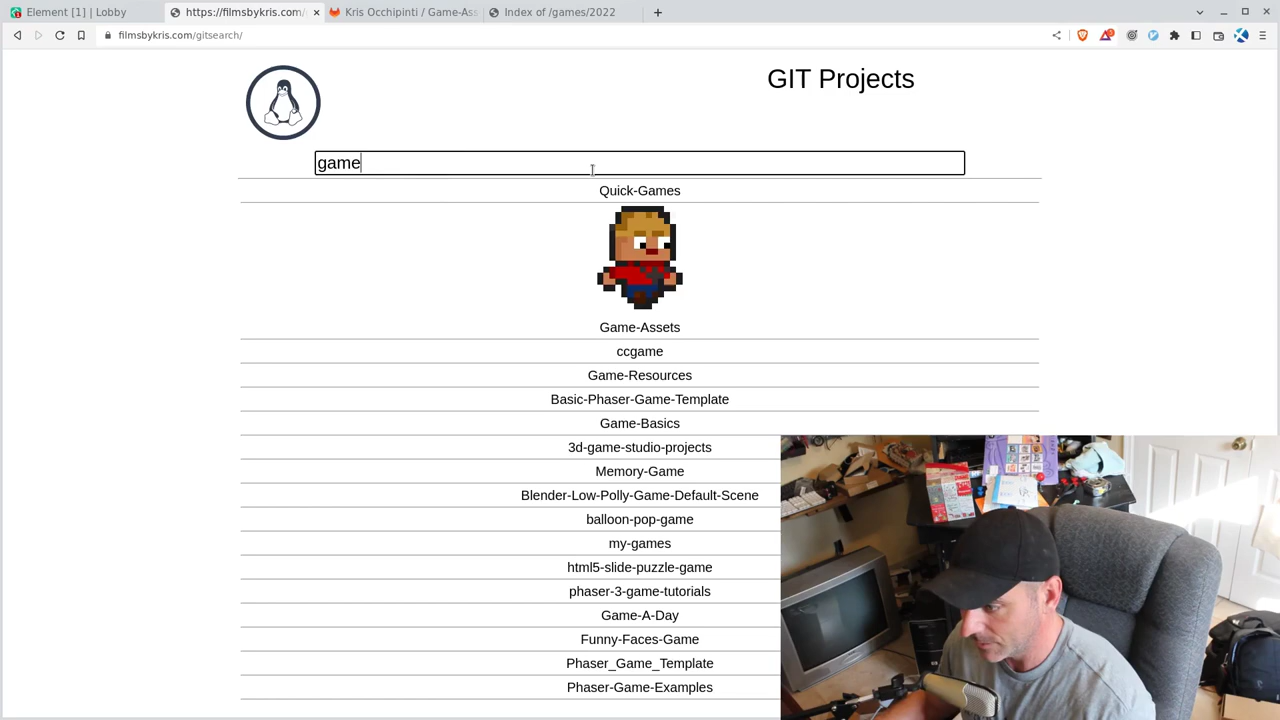 Element [1] | Lobby
https://filmsbykris.com/
Kris Occhipinti / Game-Ass
Index of /games/2022
filmsbykris.com/gitsearch/
GIT Projects
game
Quick-Games
Game-Assets
ccgame
Game-Resources
Basic-Phaser-Game-Template
Game-Basics
3d-game-studio-projects
Memory-Game
Blender-Low-Polly-Game-Default-Scene
balloon-pop-game
my-games
html5-slide-puzzle-game
phaser-3-game-tutorials
Game-A-Day
Funny-Faces-Game
Phaser_Game_Template
Phaser-Game-Examples